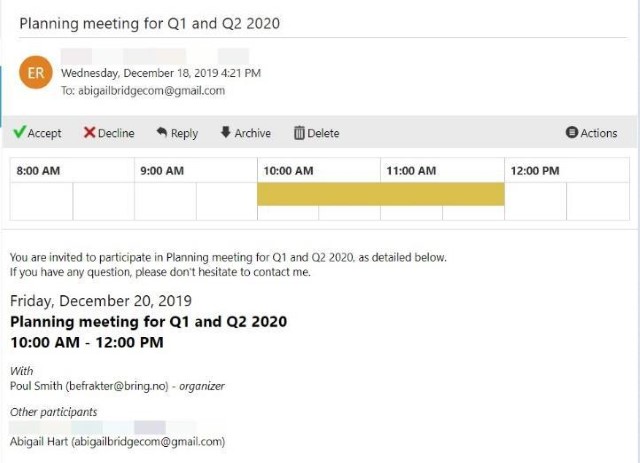 Planning meeting for Q1 and Q2 2020
ER
Wednesday, December 18, 2019 4:21 PM
To: abigailbridgecom@gmail.com
Accept Decline Reply Archive Delete Actions
8:00 AM 9:00 AM 10:00 AM 11:00 AM 12:00 PM
You are invited to participate in Planning meeting for Q1 and Q2 2020, as detailed below.
If you have any question, please don't hesitate to contact me.
Friday, December 20, 2019
Planning meeting for Q1 and Q2 2020
10:00 AM - 12:00 PM
With
Poul Smith (befrakter@bring.no) - organizer
Other participants
Abigail Hart (abigailbridgecom@gmail.com)